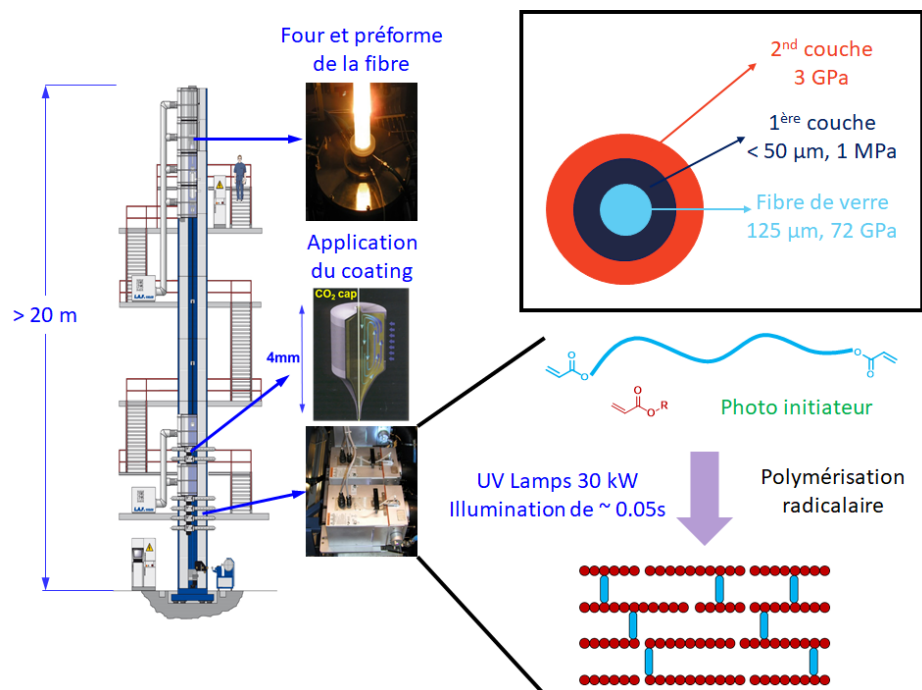 Four et préforme
de la fibre
> 20 m
Application
du coating
CO₂ cap
4mm
2nd couche
3 GPa
1ère couche
< 50 µm, 1 MPa
Fibre de verre
125 µm, 72 GPa
O
O
O
O
O
O
R
Photo initiateur
UV Lamps 30 kW
Illumination de ~ 0.05s
Polymérisation
radicalaire